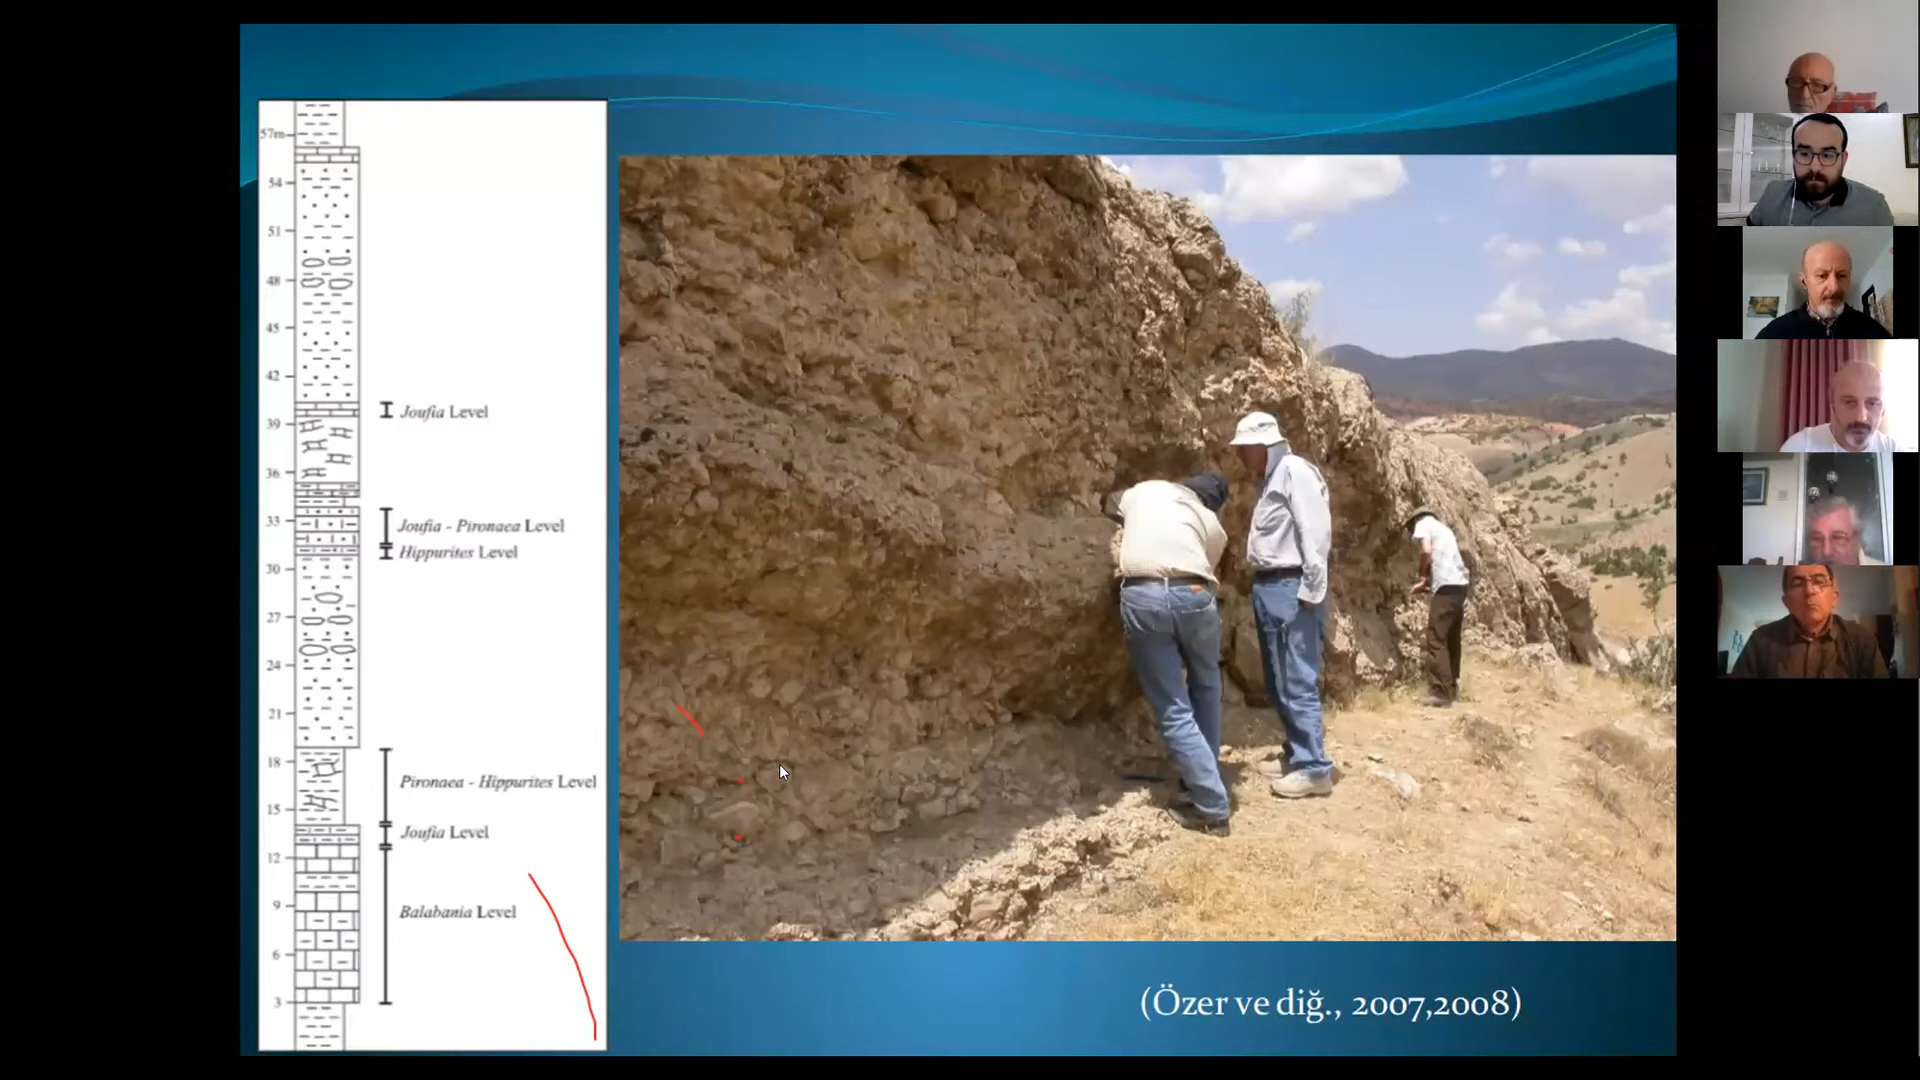 57m
54
51
48
45
42
Joufia Level
39
36
33
Joufia - Pironaea Level
Hippurites Level
30
27
24
21
18
Pironaea - Hippurites Level
15
Joufia Level
12
9
Balabania Level
6
3
(Özer ve diğ., 2007,2008)